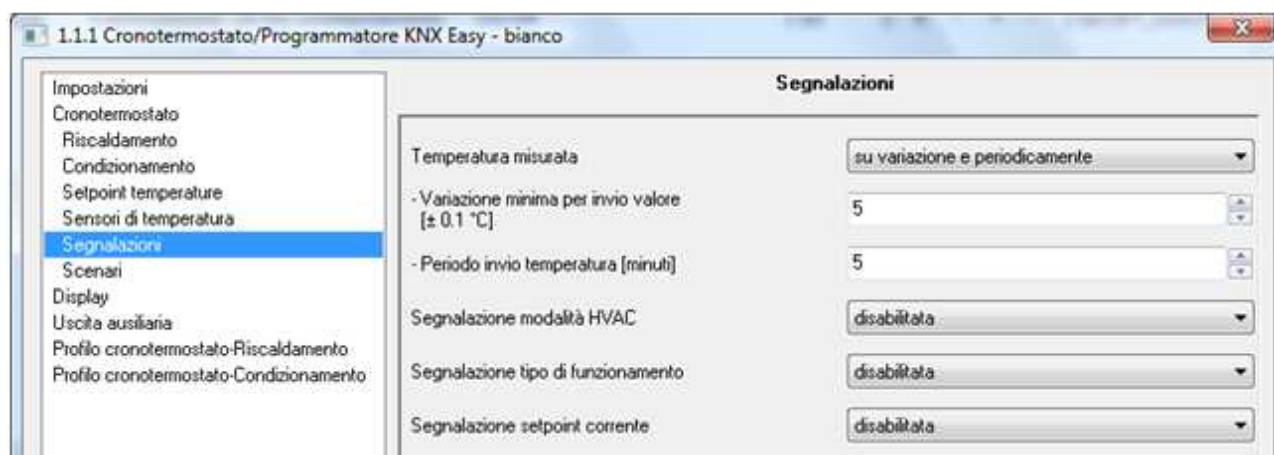 1.1.1 Cronotermostato/Programmatore KNX Easy - bianco
Impostazioni
Cronotermostato
Riscaldamento
Condizionamento
Setpoint temperature
Sensori di temperatura
Segnalazioni
Scenari
Display
Uscita ausiliaria
Profilo cronotermostato-Riscaldamento
Profilo cronotermostato-Condizionamento
Segnalazioni
Temperatura misurata
su variazione e periodicamente
- Variazione minima per invio valore
[± 0.1 °C]
5
- Periodo invio temperatura [minuti]
5
Segnalazione modalità HVAC
disabilitata
Segnalazione tipo di funzionamento
disabilitata
Segnalazione setpoint corrente
disabilitata